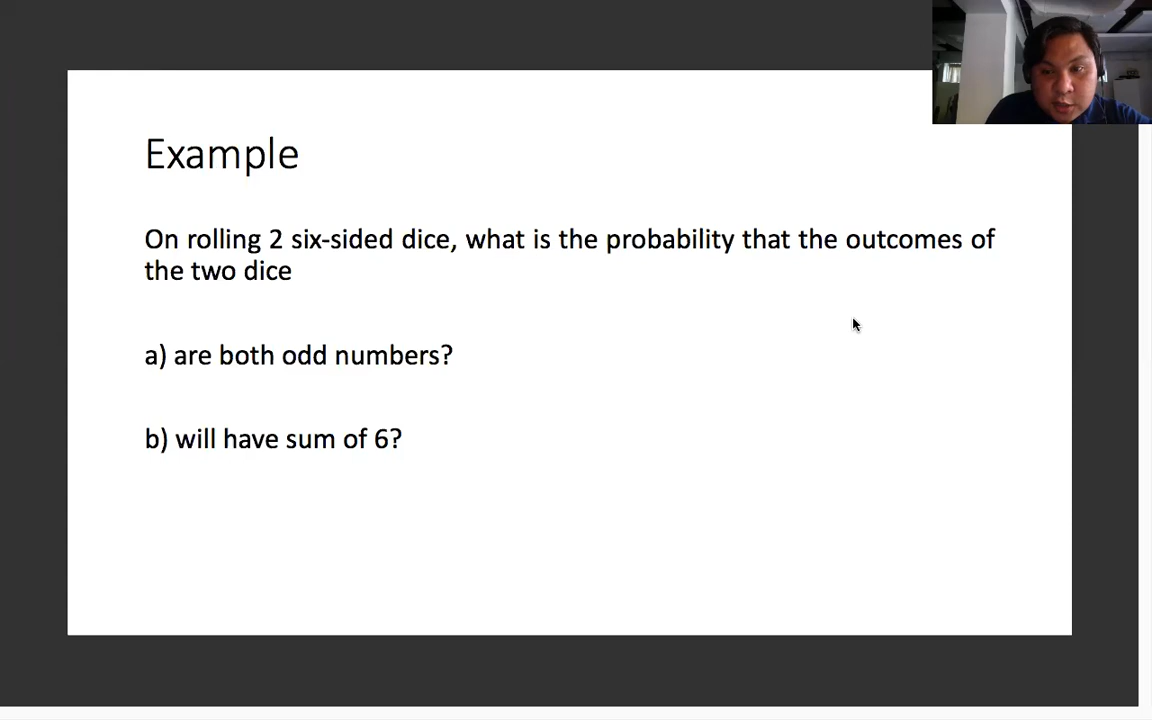 Example
On rolling 2 six-sided dice, what is the probability that the outcomes of
the two dice
a) are both odd numbers?
b) will have sum of 6?